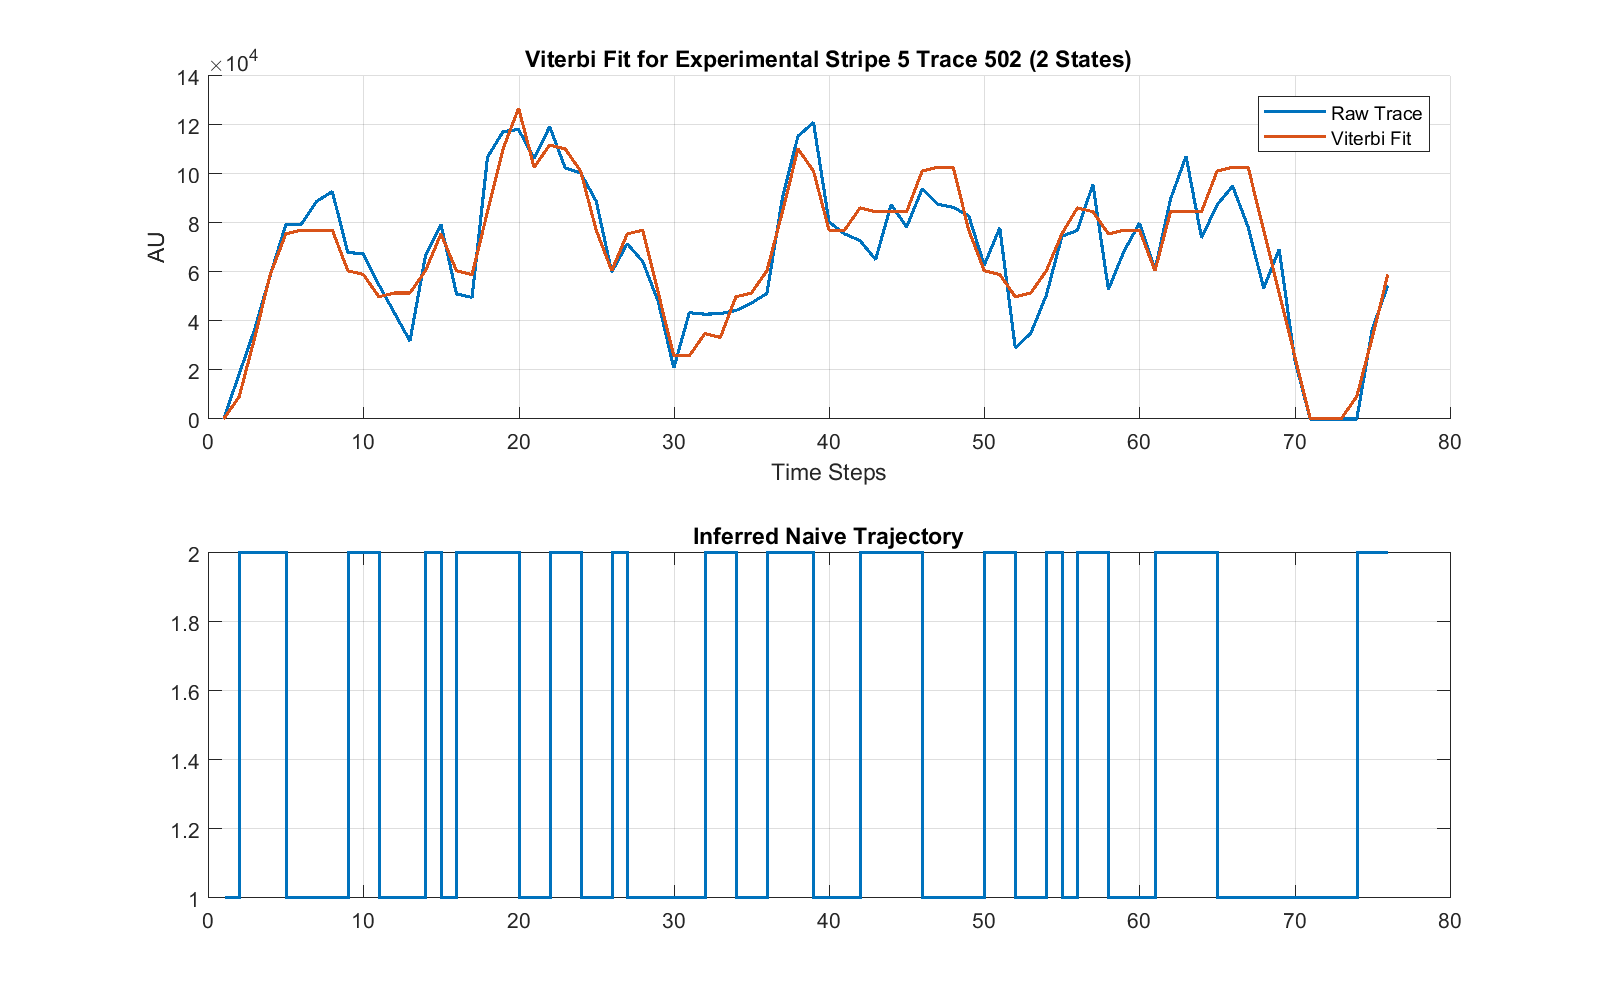 Viterbi Fit for Experimental Stripe 5 Trace 502 (2 States)
×10⁴
14
12
10
8
6
4
2
0
AU
Raw Trace
Viterbi Fit
0 10 20 30 40 50 60 70 80
Time Steps
Inferred Naive Trajectory
2
1.8
1.6
1.4
1.2
1
0 10 20 30 40 50 60 70 80